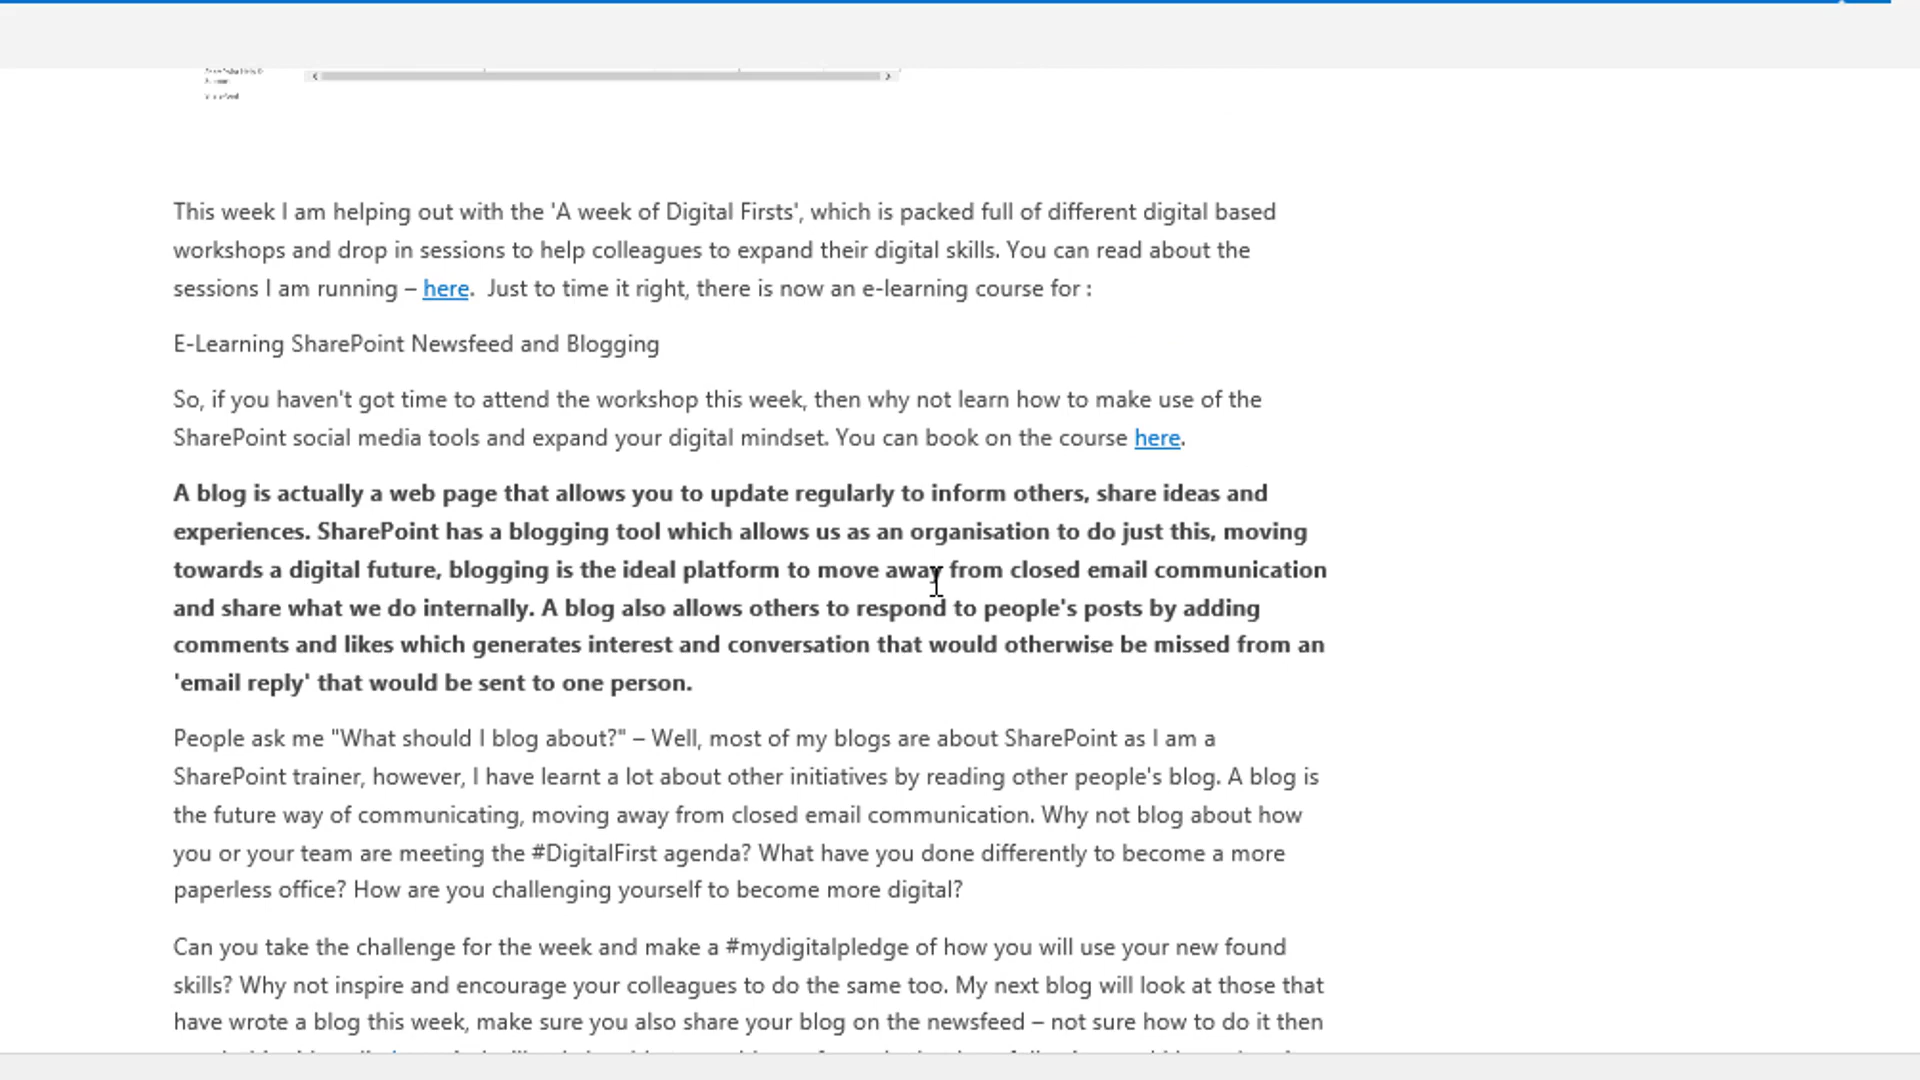 This week I am helping out with the 'A week of Digital Firsts', which is packed full of different digital based
workshops and drop in sessions to help colleagues to expand their digital skills. You can read about the
sessions I am running – here.  Just to time it right, there is now an e-learning course for :
E-Learning SharePoint Newsfeed and Blogging
So, if you haven't got time to attend the workshop this week, then why not learn how to make use of the
SharePoint social media tools and expand your digital mindset. You can book on the course here.
A blog is actually a web page that allows you to update regularly to inform others, share ideas and
experiences. SharePoint has a blogging tool which allows us as an organisation to do just this, moving
towards a digital future, blogging is the ideal platform to move away from closed email communication
and share what we do internally. A blog also allows others to respond to people's posts by adding
comments and likes which generates interest and conversation that would otherwise be missed from an
'email reply' that would be sent to one person.
People ask me "What should I blog about?" – Well, most of my blogs are about SharePoint as I am a
SharePoint trainer, however, I have learnt a lot about other initiatives by reading other people's blog. A blog is
the future way of communicating, moving away from closed email communication. Why not blog about how
you or your team are meeting the #DigitalFirst agenda? What have you done differently to become a more
paperless office? How are you challenging yourself to become more digital?
Can you take the challenge for the week and make a #mydigitalpledge of how you will use your new found
skills? Why not inspire and encourage your colleagues to do the same too. My next blog will look at those that
have wrote a blog this week, make sure you also share your blog on the newsfeed – not sure how to do it then